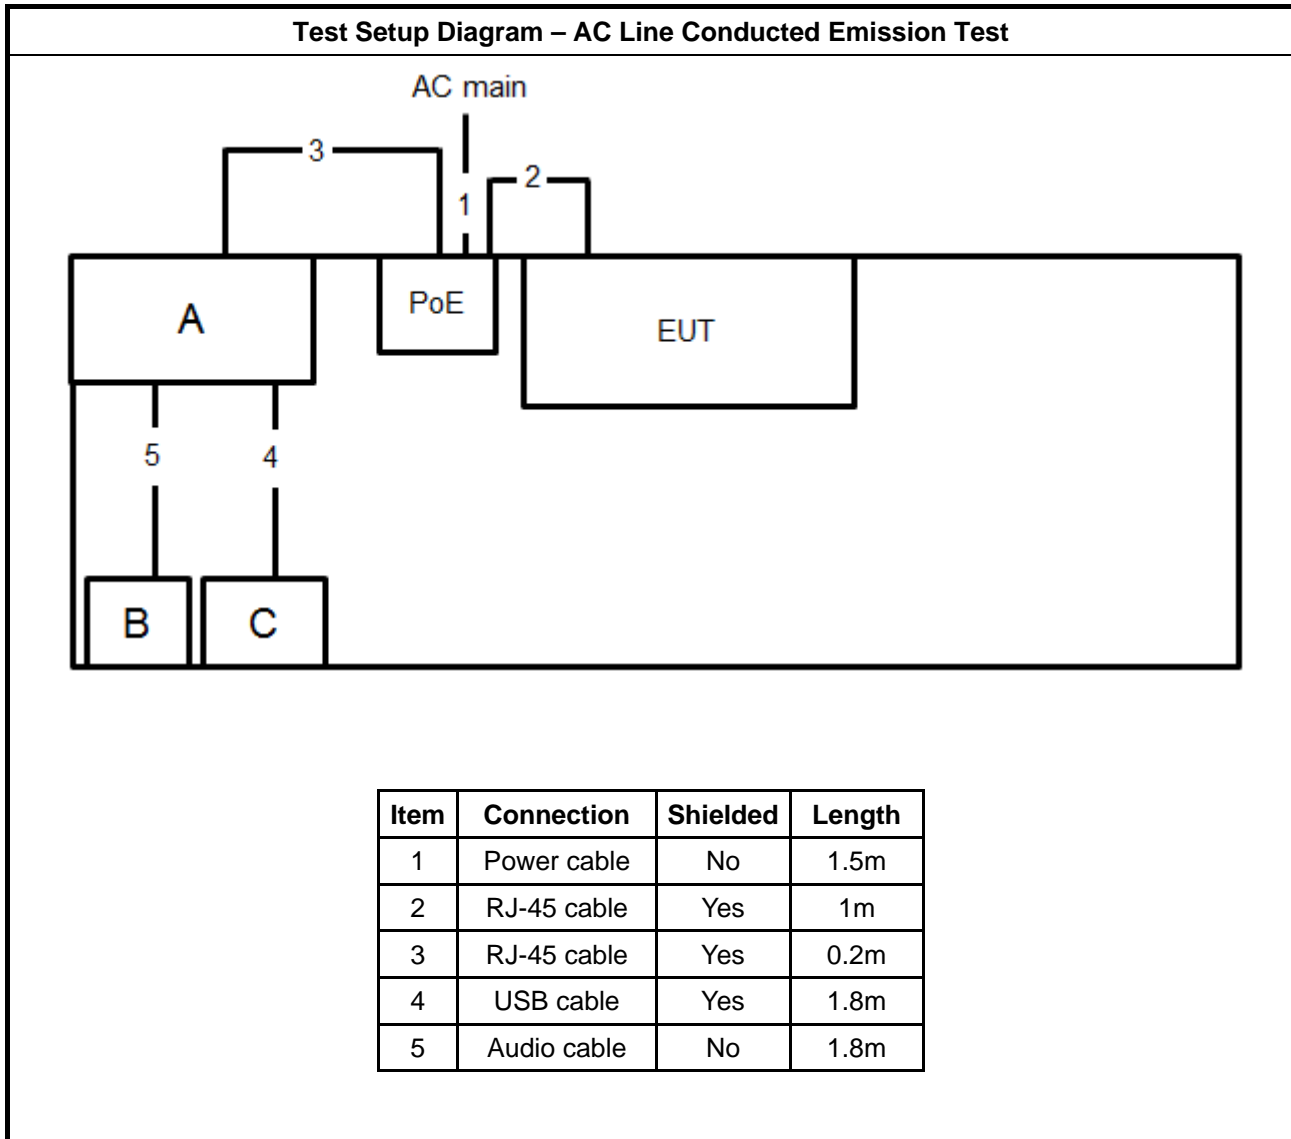 Test Setup Diagram – AC Line Conducted Emission Test
AC main
3
2
1
A
PoE
EUT
5
4
B
C
Item Connection Shielded Length
1 Power cable No 1.5m
2 RJ-45 cable Yes 1m
3 RJ-45 cable Yes 0.2m
4 USB cable Yes 1.8m
5 Audio cable No 1.8m